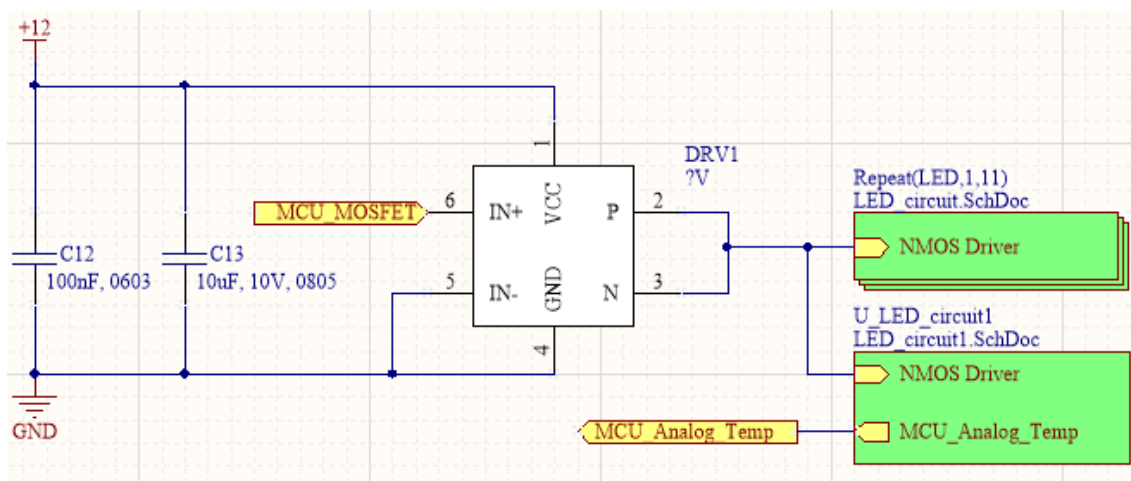 +12
C12
100nF, 0603
C13
10uF, 10V, 0805
GND
MCU_MOSFET
6
5
IN+
IN-
VCC
GND
1
4
P
N
2
3
DRV1
?V
Repeat(LED,1,11)
LED_circuit.SchDoc
NMOS Driver
U_LED_circuit1
LED_circuit1.SchDoc
NMOS Driver
MCU_Analog_Temp
MCU_Analog_Temp